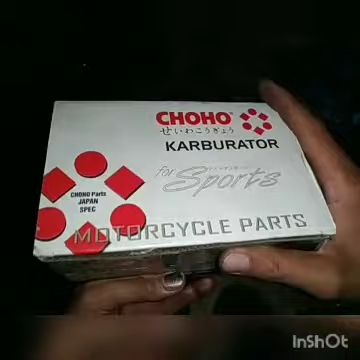 CHOHO
せいわこうぎょう
KARBURATOR
for Sports
CHOHO Parts
JAPAN
SPEC
MOTORCYCLE PARTS
InShOt